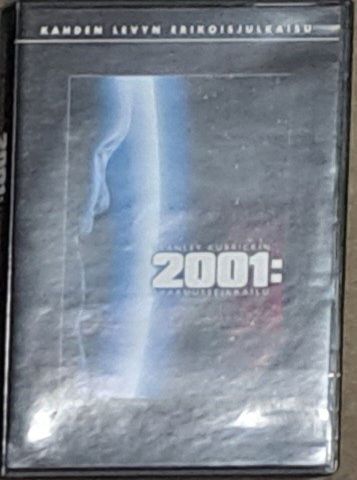 KAHDEN LEVYN ERIKOISJULKAISU
STANLEY KUBRICKIN
2001:
AVARUUSSEIKKAILU